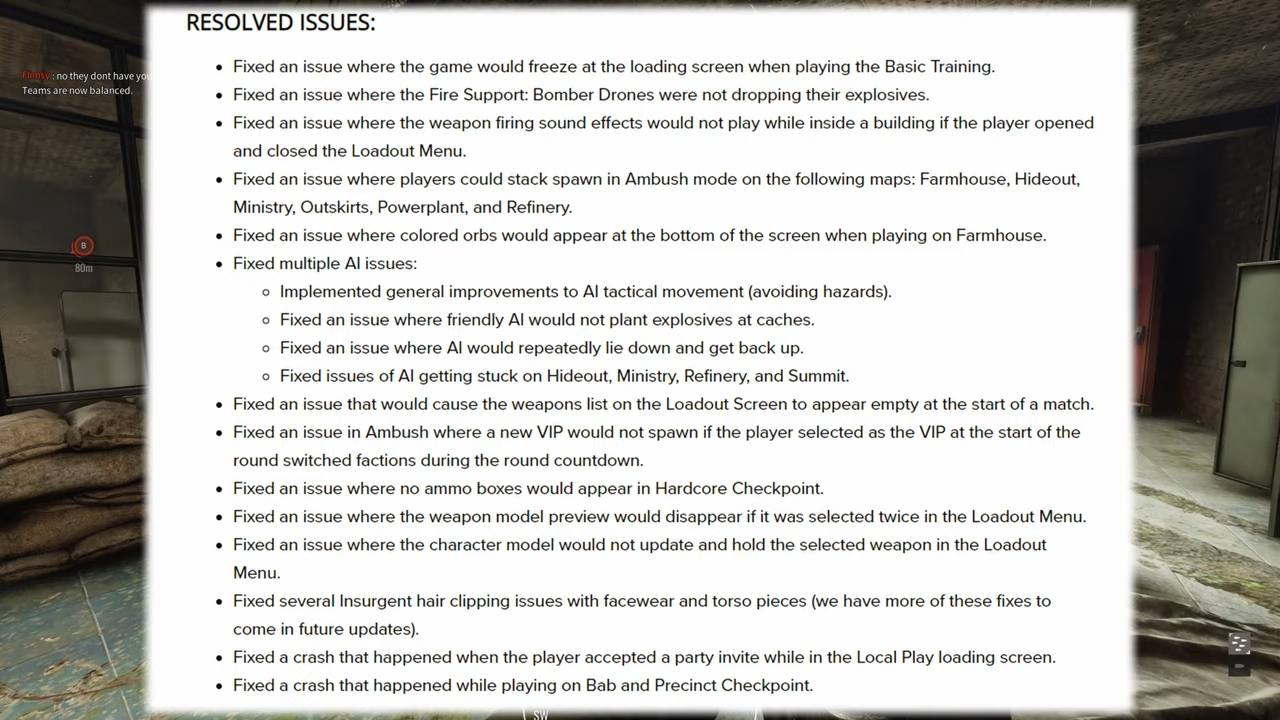 RESOLVED ISSUES:
Flimsy : no they dont have you
Teams are now balanced.
• Fixed an issue where the game would freeze at the loading screen when playing the Basic Training.
• Fixed an issue where the Fire Support: Bomber Drones were not dropping their explosives.
• Fixed an issue where the weapon firing sound effects would not play while inside a building if the player opened
and closed the Loadout Menu.
• Fixed an issue where players could stack spawn in Ambush mode on the following maps: Farmhouse, Hideout,
Ministry, Outskirts, Powerplant, and Refinery.
• Fixed an issue where colored orbs would appear at the bottom of the screen when playing on Farmhouse.
B
80m
• Fixed multiple AI issues:
◦ Implemented general improvements to AI tactical movement (avoiding hazards).
◦ Fixed an issue where friendly AI would not plant explosives at caches.
◦ Fixed an issue where AI would repeatedly lie down and get back up.
◦ Fixed issues of AI getting stuck on Hideout, Ministry, Refinery, and Summit.
• Fixed an issue that would cause the weapons list on the Loadout Screen to appear empty at the start of a match.
• Fixed an issue in Ambush where a new VIP would not spawn if the player selected as the VIP at the start of the
round switched factions during the round countdown.
• Fixed an issue where no ammo boxes would appear in Hardcore Checkpoint.
• Fixed an issue where the weapon model preview would disappear if it was selected twice in the Loadout Menu.
• Fixed an issue where the character model would not update and hold the selected weapon in the Loadout
Menu.
• Fixed several Insurgent hair clipping issues with facewear and torso pieces (we have more of these fixes to
come in future updates).
• Fixed a crash that happened when the player accepted a party invite while in the Local Play loading screen.
• Fixed a crash that happened while playing on Bab and Precinct Checkpoint.
SW